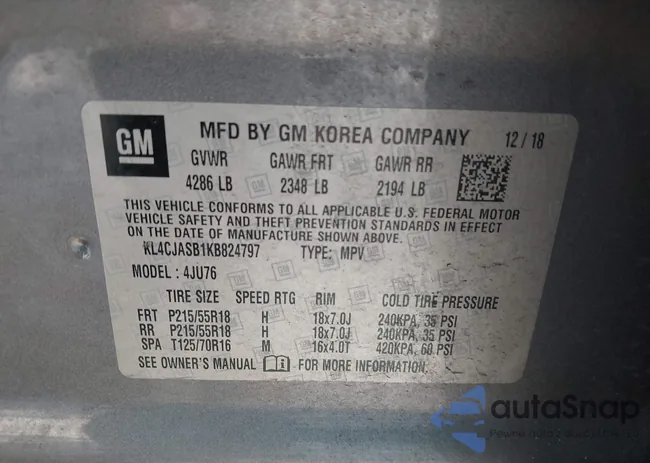 GM
MFD BY GM KOREA COMPANY 12/18
GVWR GAWR FRT GAWR RR
4286 LB 2348 LB 2194 LB
THIS VEHICLE CONFORMS TO ALL APPLICABLE U.S. FEDERAL MOTOR
VEHICLE SAFETY AND THEFT PREVENTION STANDARDS IN EFFECT
ON THE DATE OF MANUFACTURE SHOWN ABOVE.
KL4CJASB1KB824797 TYPE: MPV
MODEL: 4JU76
TIRE SIZE SPEED RTG RIM COLD TIRE PRESSURE
FRT P215/55R18 H 18x7.0J 240KPA, 35 PSI
RR P215/55R18 H 18x7.0J 240KPA, 35 PSI
SPA T125/70R16 M 16x4.0T 420KPA, 60 PSI
SEE OWNER'S MANUAL FOR MORE INFORMATION.
autoSnap